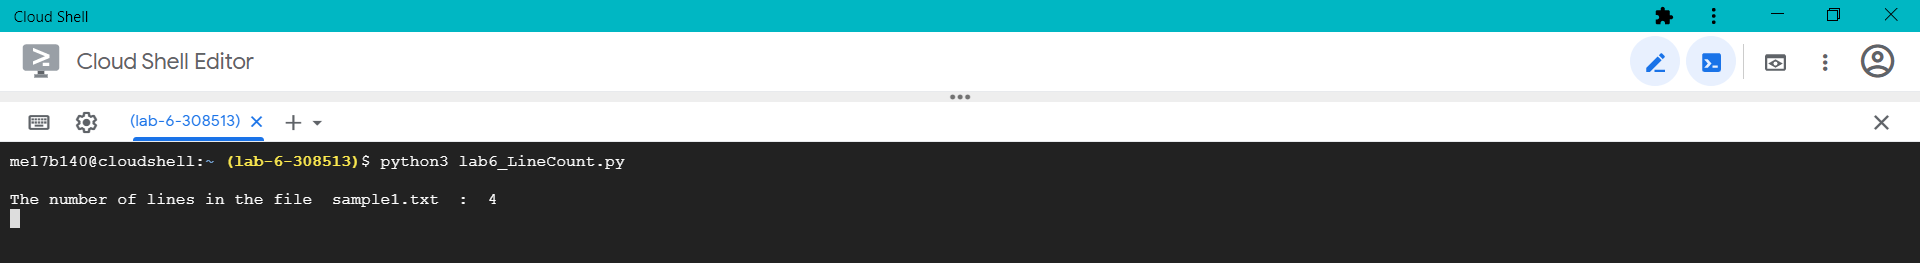 Cloud Shell
Cloud Shell Editor
(lab-6-308513)
me17b140@cloudshell:~ (lab-6-308513)$ python3 lab6_LineCount.py
The number of lines in the file  sample1.txt  :  4